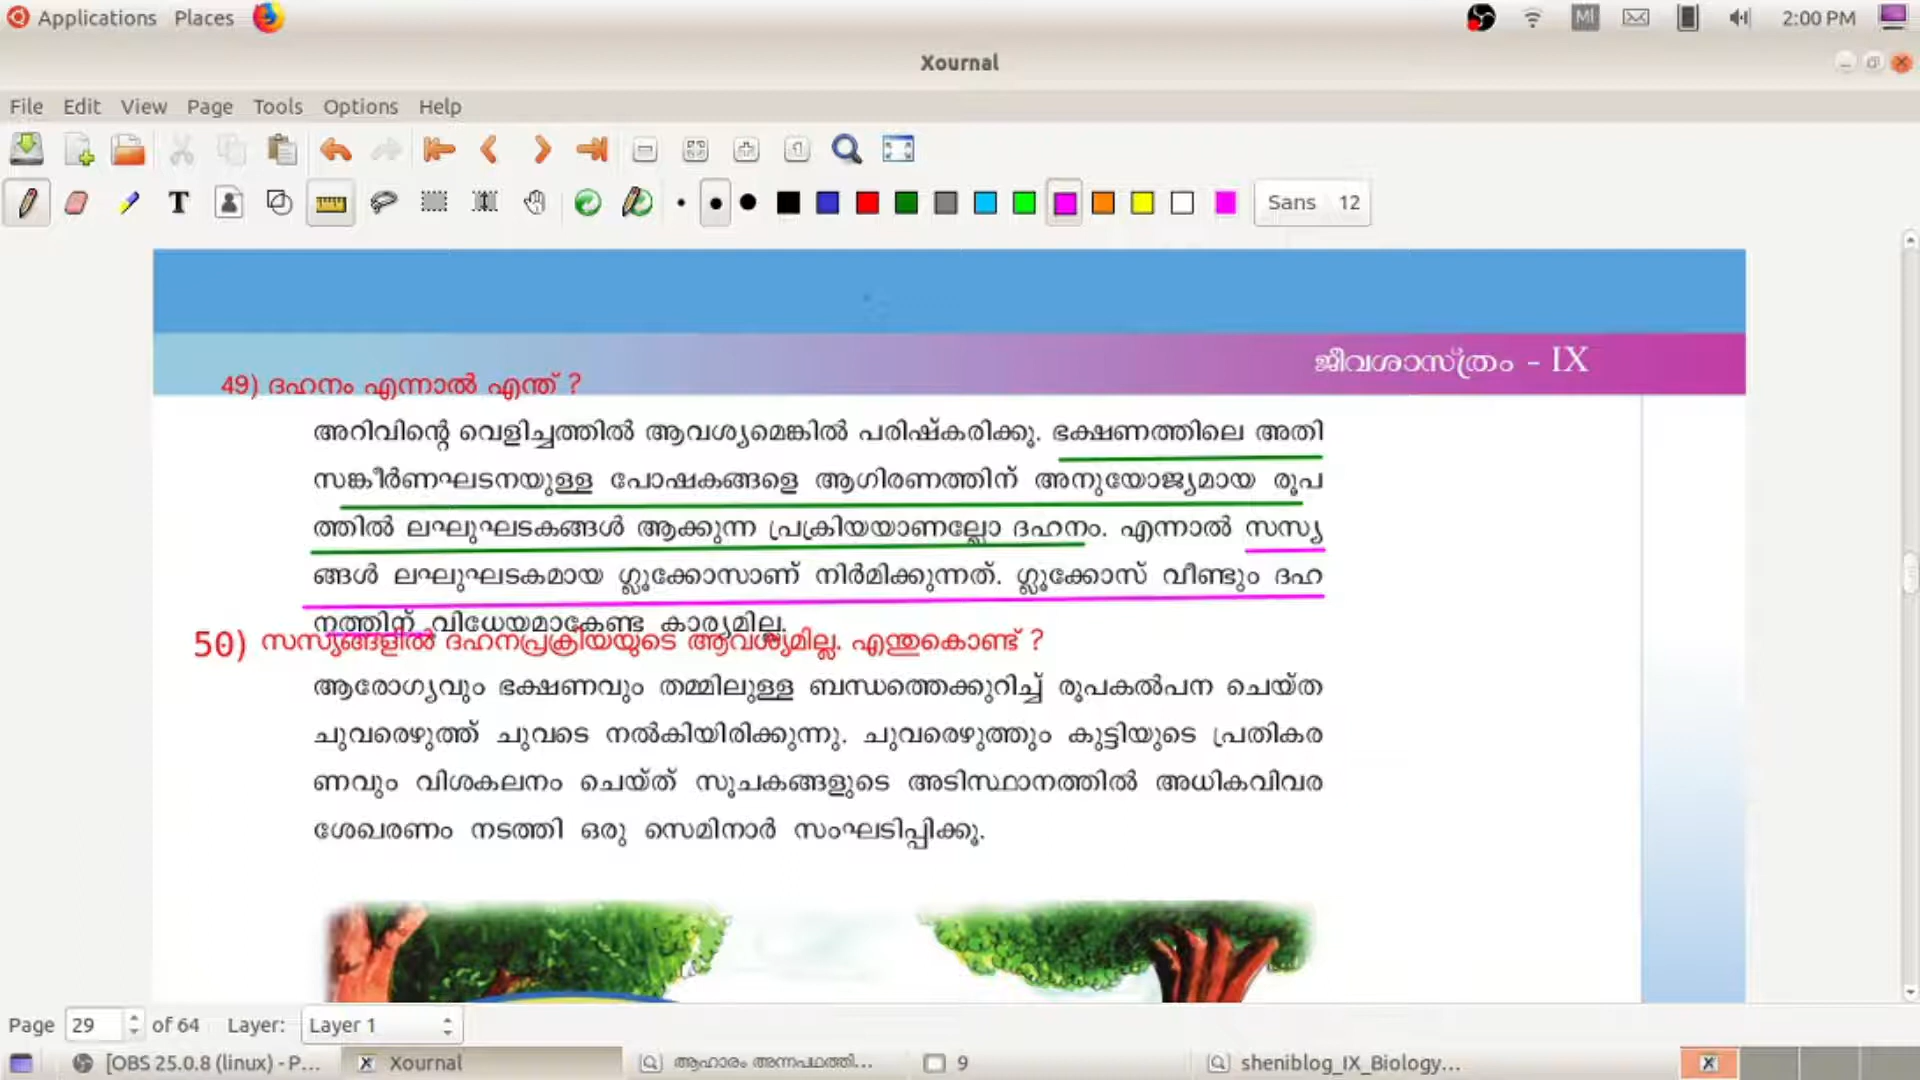 Applications Places 2:00 PM
Xournal
File Edit View Page Tools Options Help
Sans 12
ജീവശാസ്ത്രം - IX
49) ദഹനം എന്നാൽ എന്ത് ?
അറിവിന്റെ വെളിച്ചത്തിൽ ആവശ്യമെങ്കിൽ പരിഷ്കരിക്കൂ. ഭക്ഷണത്തിലെ അതി
സങ്കീർണഘടനയുള്ള പോഷകങ്ങളെ ആഗിരണത്തിന് അനുയോജ്യമായ രൂപ
ത്തിൽ ലഘുഘടകങ്ങൾ ആക്കുന്ന പ്രക്രിയയാണല്ലോ ദഹനം. എന്നാൽ സസ്യ
ങ്ങൾ ലഘുഘടകമായ ഗ്ലൂക്കോസാണ് നിർമിക്കുന്നത്. ഗ്ലൂക്കോസ് വീണ്ടും ദഹ
നത്തിന് വിധേയമാകേണ്ട കാര്യമില്ല.
50) സസ്യങ്ങളിൽ ദഹനപ്രക്രിയയുടെ ആവശ്യമില്ല. എന്തുകൊണ്ട് ?
ആരോഗ്യവും ഭക്ഷണവും തമ്മിലുള്ള ബന്ധത്തെക്കുറിച്ച് രൂപകൽപന ചെയ്ത
ചുവരെഴുത്ത് ചുവടെ നൽകിയിരിക്കുന്നു. ചുവരെഴുത്തും കുട്ടിയുടെ പ്രതികര
ണവും വിശകലനം ചെയ്ത് സൂചകങ്ങളുടെ അടിസ്ഥാനത്തിൽ അധികവിവര
ശേഖരണം നടത്തി ഒരു സെമിനാർ സംഘടിപ്പിക്കൂ.
Page 29 of 64 Layer: Layer 1
[OBS 25.0.8 (linux) - P... Xournal ആഹാരം അന്നപഥത്തി... 9 sheniblog_IX_Biology...